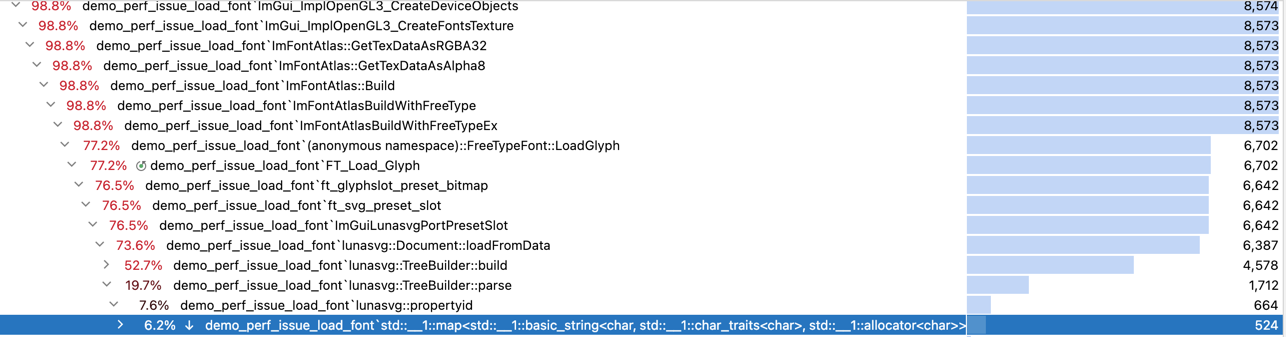 98.8% demo_perf_issue_load_font`ImGui_ImplOpenGL3_CreateDeviceObjects 8,574
98.8% demo_perf_issue_load_font`ImGui_ImplOpenGL3_CreateFontsTexture 8,573
98.8% demo_perf_issue_load_font`ImFontAtlas::GetTexDataAsRGBA32 8,573
98.8% demo_perf_issue_load_font`ImFontAtlas::GetTexDataAsAlpha8 8,573
98.8% demo_perf_issue_load_font`ImFontAtlas::Build 8,573
98.8% demo_perf_issue_load_font`ImFontAtlasBuildWithFreeType 8,573
98.8% demo_perf_issue_load_font`ImFontAtlasBuildWithFreeTypeEx 8,573
77.2% demo_perf_issue_load_font`(anonymous namespace)::FreeTypeFont::LoadGlyph 6,702
77.2% demo_perf_issue_load_font`FT_Load_Glyph 6,702
76.5% demo_perf_issue_load_font`ft_glyphslot_preset_bitmap 6,642
76.5% demo_perf_issue_load_font`ft_svg_preset_slot 6,642
76.5% demo_perf_issue_load_font`ImGuiLunasvgPortPresetSlot 6,642
73.6% demo_perf_issue_load_font`lunasvg::Document::loadFromData 6,387
52.7% demo_perf_issue_load_font`lunasvg::TreeBuilder::build 4,578
19.7% demo_perf_issue_load_font`lunasvg::TreeBuilder::parse 1,712
7.6% demo_perf_issue_load_font`lunasvg::propertyid 664
6.2% ↓ demo_perf_issue_load_font`std::__1::map<std::__1::basic_string<char, std::__1::char_traits<char>, std::__1::allocator<char>> 524